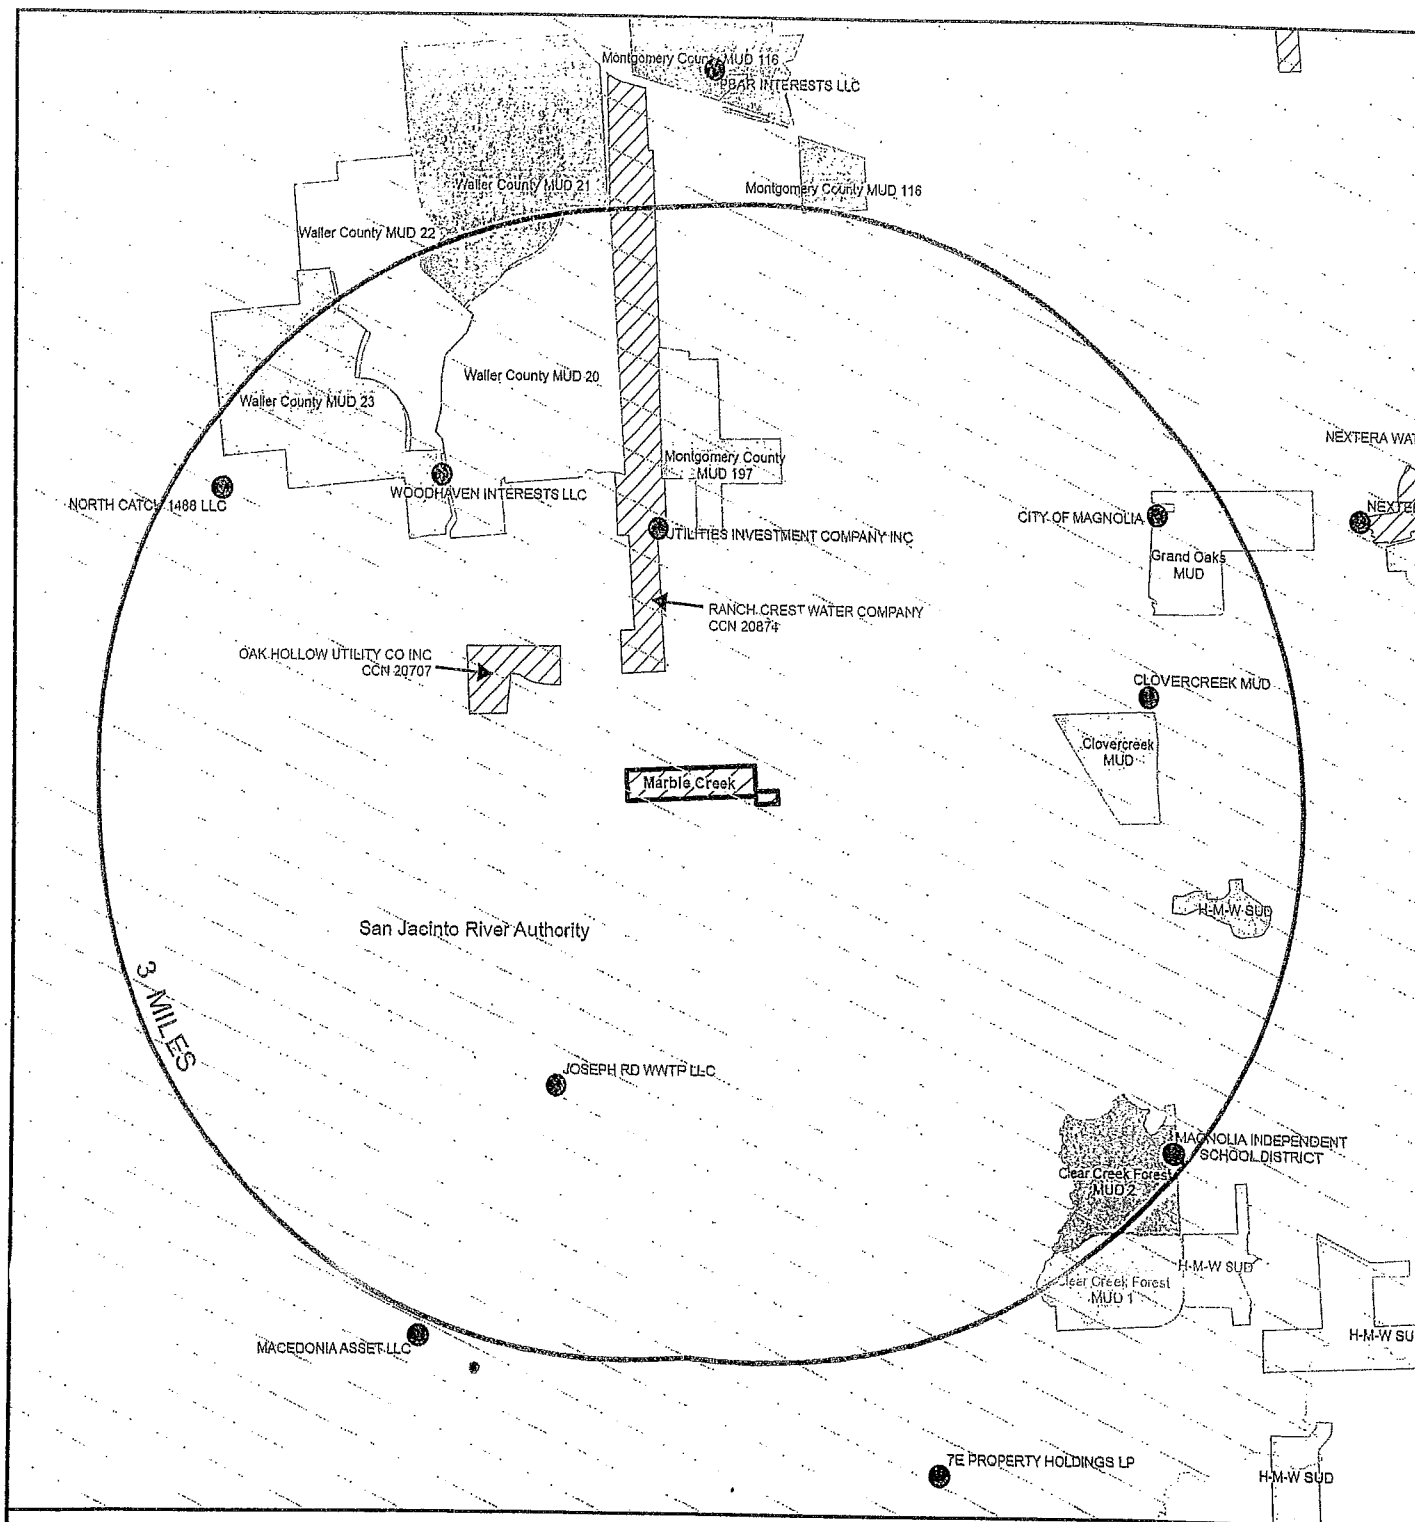 Montgomery County MUD 116
PBAR INTERESTS LLC
Waller County MUD 21
Montgomery County MUD 116
Waller County MUD 22
Waller County MUD 20
Waller County MUD 23
NEXTERA WAT
Montgomery County
MUD 197
WOODHAVEN INTERESTS LLC
NORTH CATCH 1488 LLC
NEXTER
CITY OF MAGNOLIA
UTILITIES INVESTMENT COMPANY INC
Grand Oaks
MUD
RANCH CREST WATER COMPANY
CCN 20874
OAK HOLLOW UTILITY CO INC
CCN 20707
CLOVERCREEK MUD
Clovercreek
MUD
Marble Creek
H-M-W SUD
San Jacinto River Authority
3 MILES
JOSEPH RD WWTP LLC
MAGNOLIA INDEPENDENT
SCHOOL DISTRICT
Clear Creek Forest
MUD 2
H-M-W SUD
Clear Creek Forest
MUD 1
H-M-W SU
MACEDONIA ASSET LLC
7E PROPERTY HOLDINGS LP
H-M-W SUD